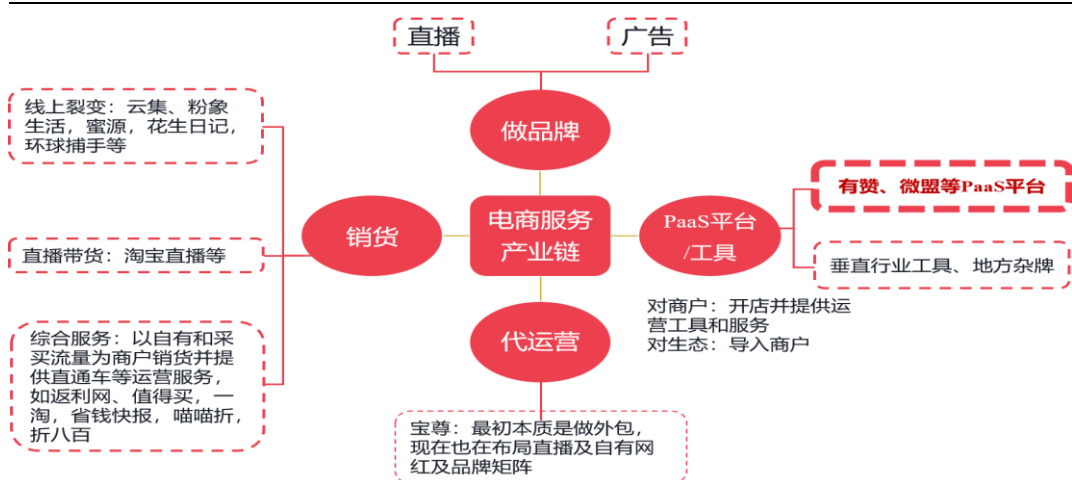 直播
广告
做品牌
线上裂变：云集、粉象
生活，蜜源，花生日记，
环球捕手等
直播带货：淘宝直播等
综合服务：以自有和采
买流量为商户销货并提
供直通车等运营服务，
如返利网、值得买，一
淘，省钱快报，喵喵折，
折八百
销货
电商服务
产业链
PaaS平台
/工具
有赞、微盟等PaaS平台
垂直行业工具、地方杂牌
对商户：开店并提供运
营工具和服务
对生态：导入商户
代运营
宝尊：最初本质是做外包，
现在也在布局直播及自有网
红及品牌矩阵